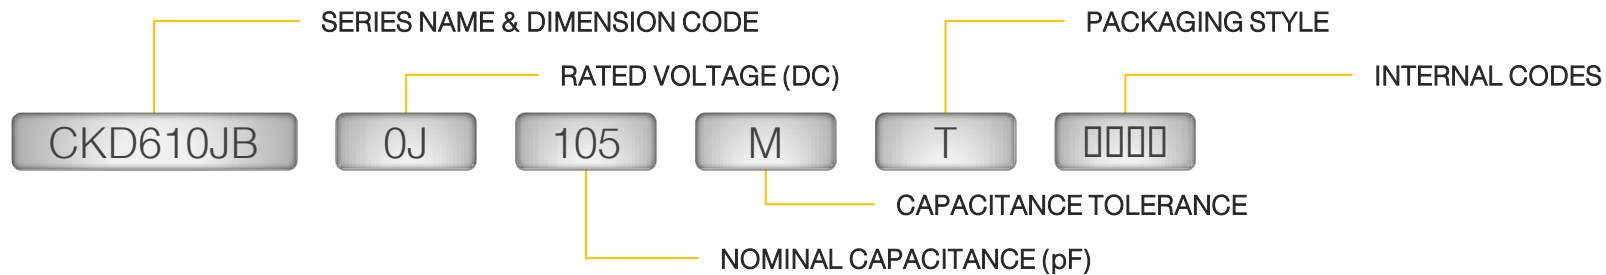 SERIES NAME & DIMENSION CODE
PACKAGING STYLE
RATED VOLTAGE (DC)
INTERNAL CODES
CKD610JB 0J 105 M T □□□□
CAPACITANCE TOLERANCE
NOMINAL CAPACITANCE (pF)